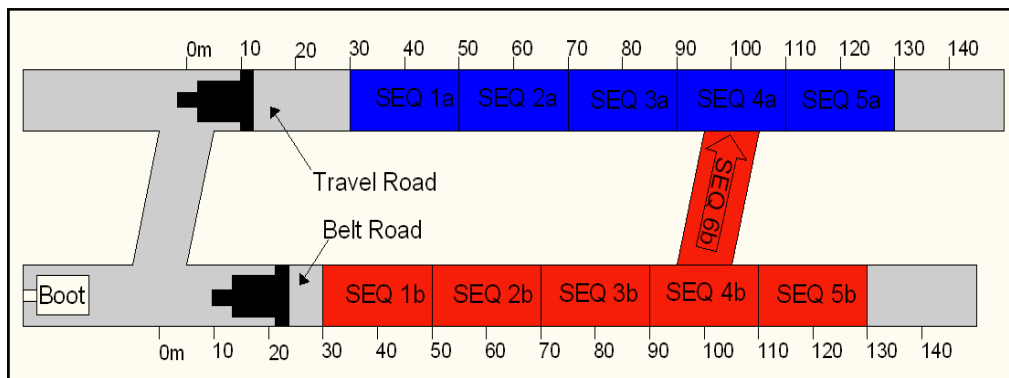 0m 10 20 30 40 50 60 70 80 90 100 110 120 130 140
SEQ 1a SEQ 2a SEQ 3a SEQ 4a SEQ 5a
Travel Road
SEQ 6b
Belt Road
Boot
SEQ 1b SEQ 2b SEQ 3b SEQ 4b SEQ 5b
0m 10 20 30 40 50 60 70 80 90 100 110 120 130 140